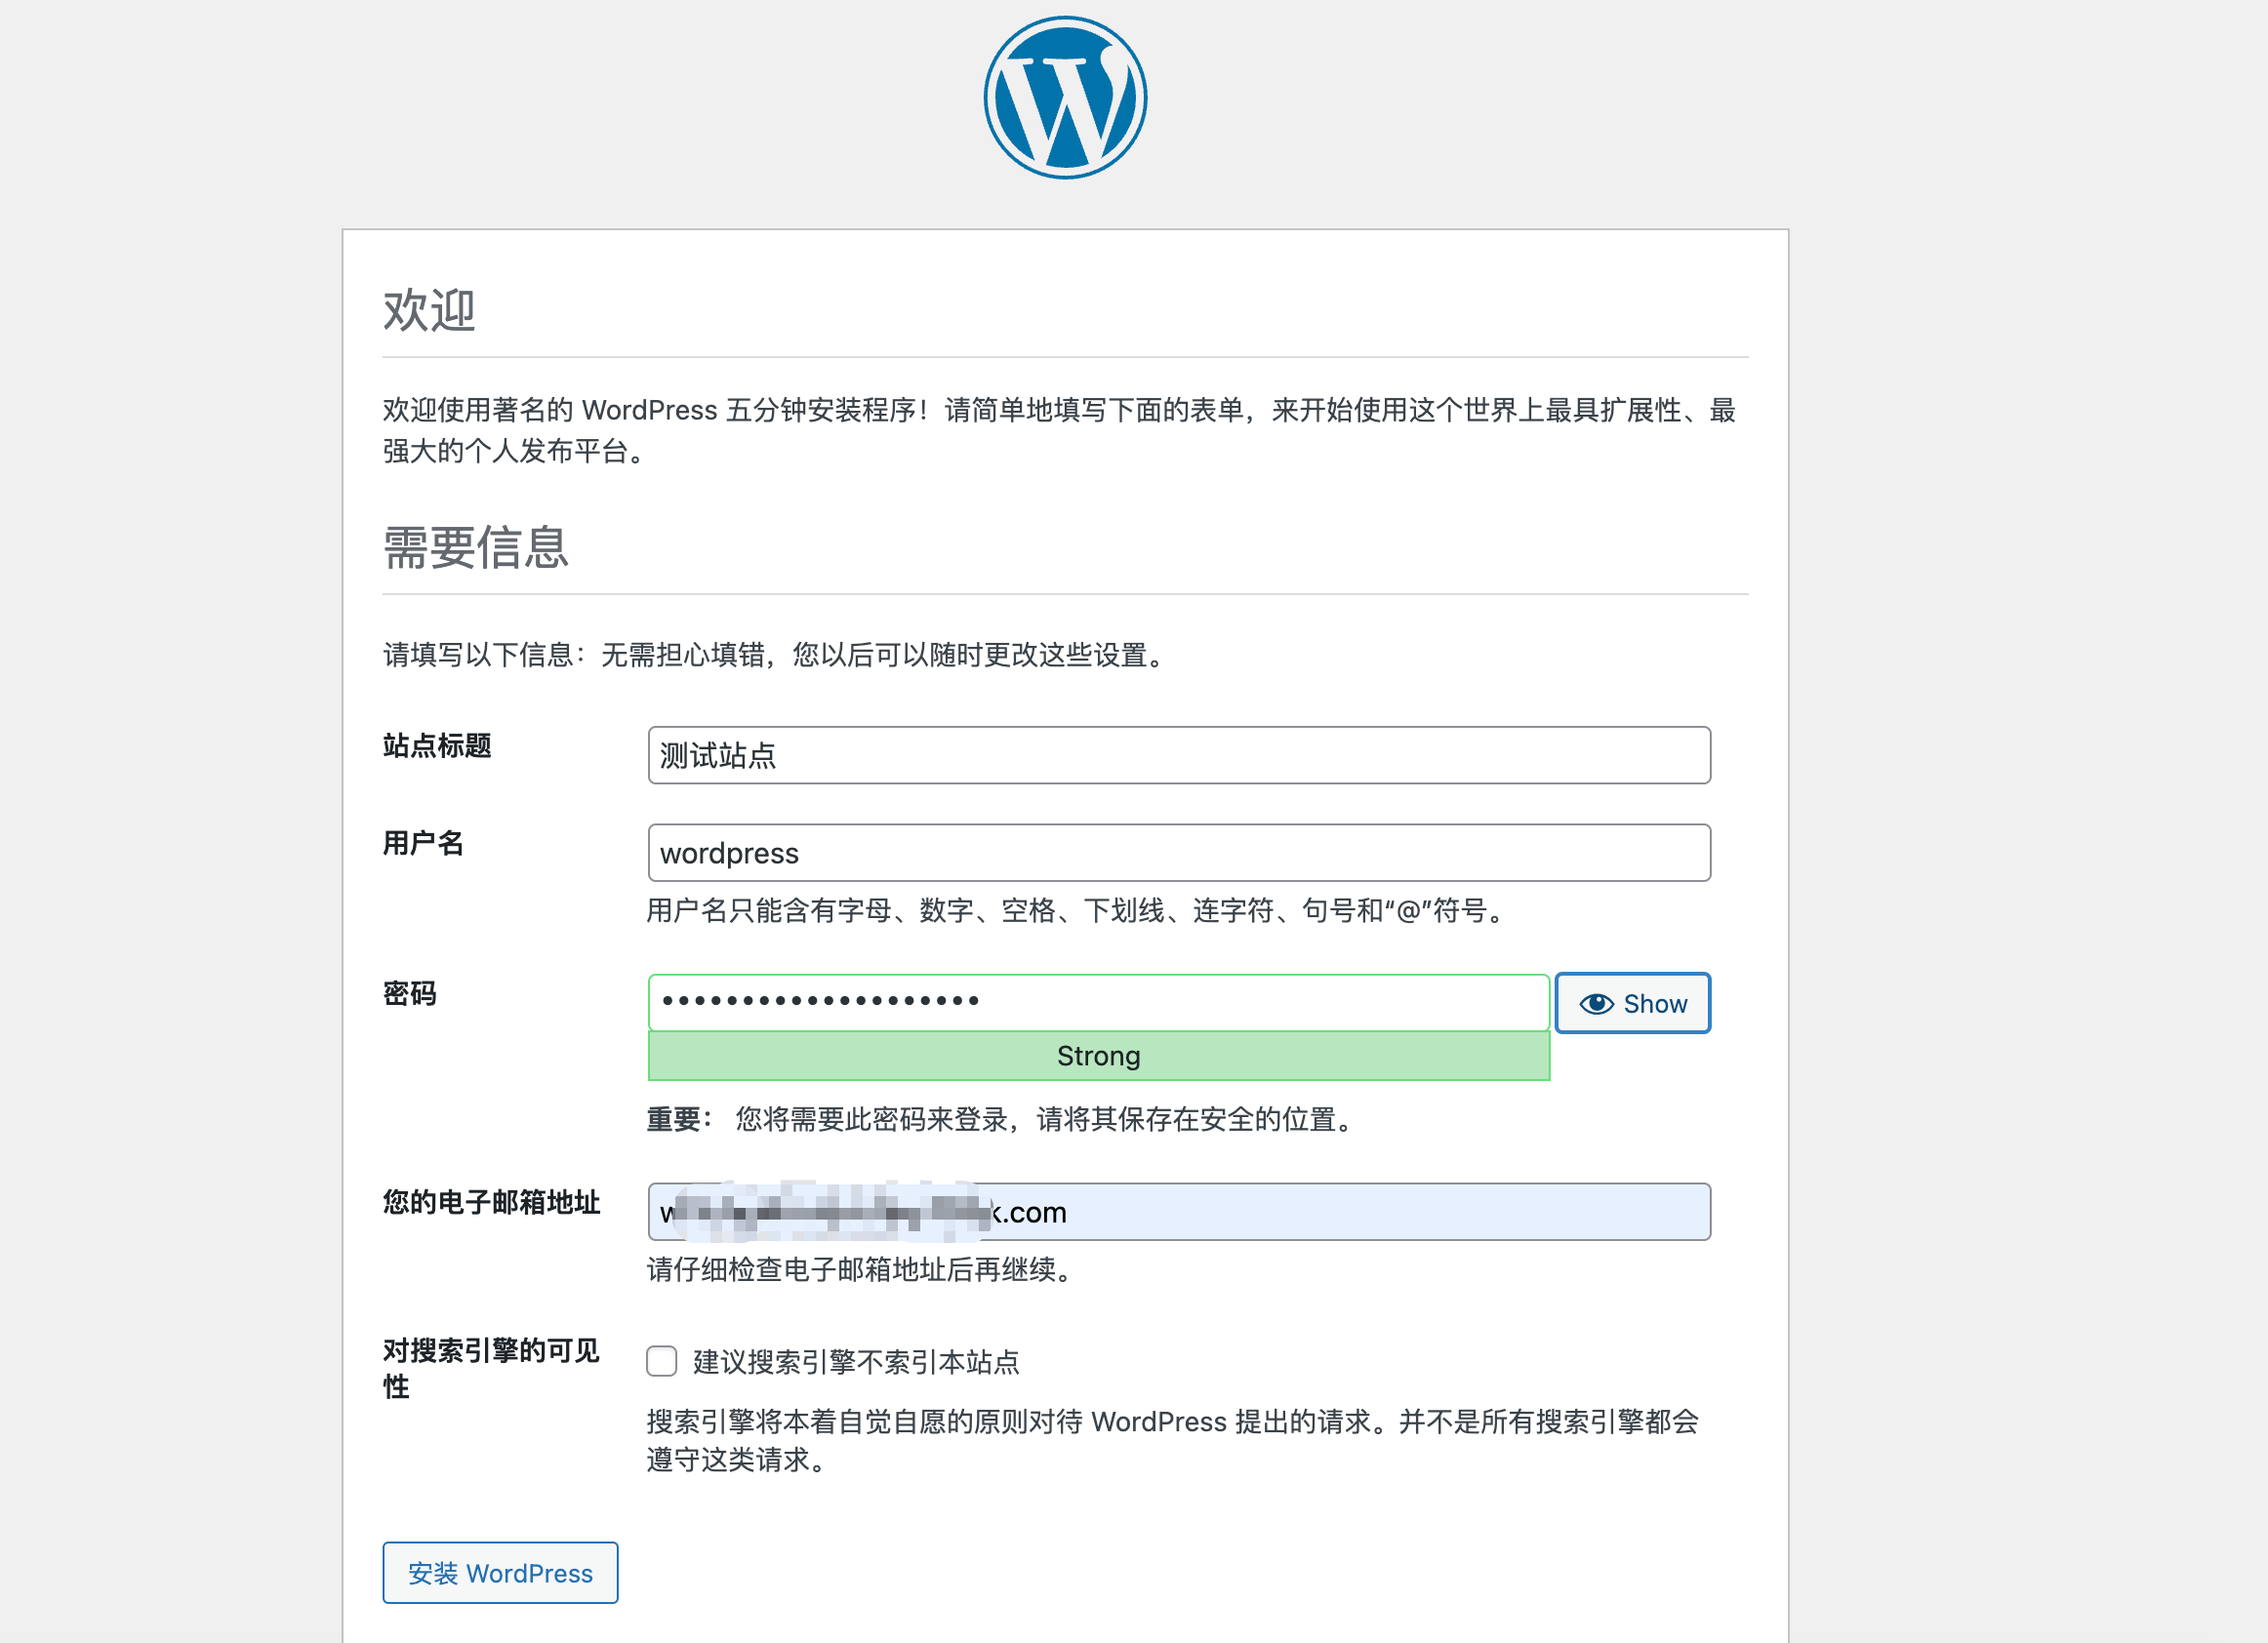 欢迎
欢迎使用著名的 WordPress 五分钟安装程序！请简单地填写下面的表单，来开始使用这个世界上最具扩展性、最
强大的个人发布平台。
需要信息
请填写以下信息：无需担心填错，您以后可以随时更改这些设置。
站点标题
测试站点
用户名
wordpress
用户名只能含有字母、数字、空格、下划线、连字符、句号和“@”符号。
密码
Show
Strong
重要： 您将需要此密码来登录，请将其保存在安全的位置。
您的电子邮箱地址
k.com
请仔细检查电子邮箱地址后再继续。
对搜索引擎的可见
性
建议搜索引擎不索引本站点
搜索引擎将本着自觉自愿的原则对待 WordPress 提出的请求。并不是所有搜索引擎都会
遵守这类请求。
安装 WordPress